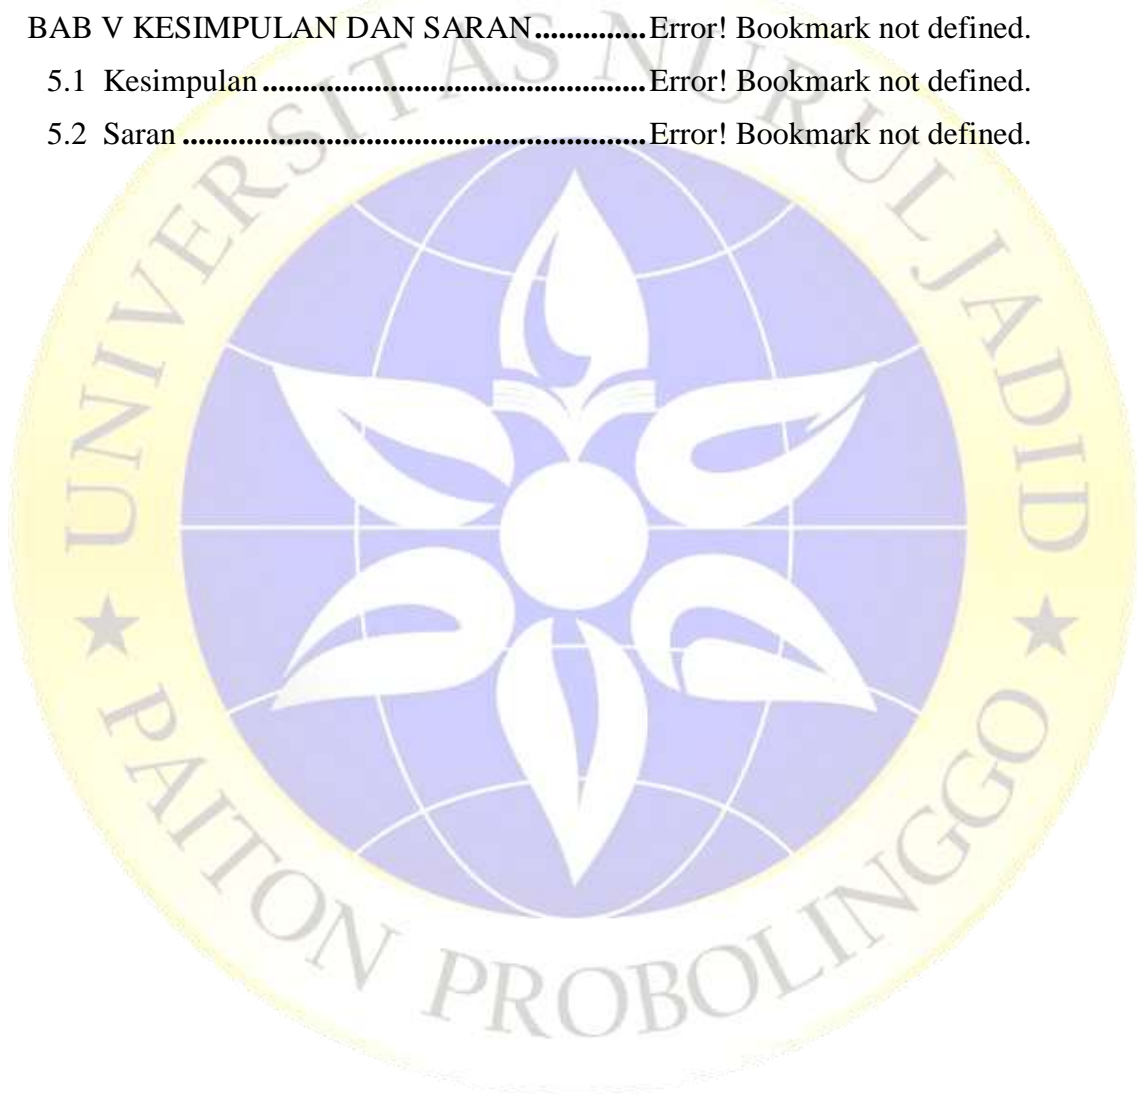 BAB V KESIMPULAN DAN SARAN..............Error! Bookmark not defined.
5.1 Kesimpulan................................................Error! Bookmark not defined.
5.2 Saran..........................................................Error! Bookmark not defined.
UNIVERSITAS NURUL JADID
★ PAITON PROBOLINGGO ★